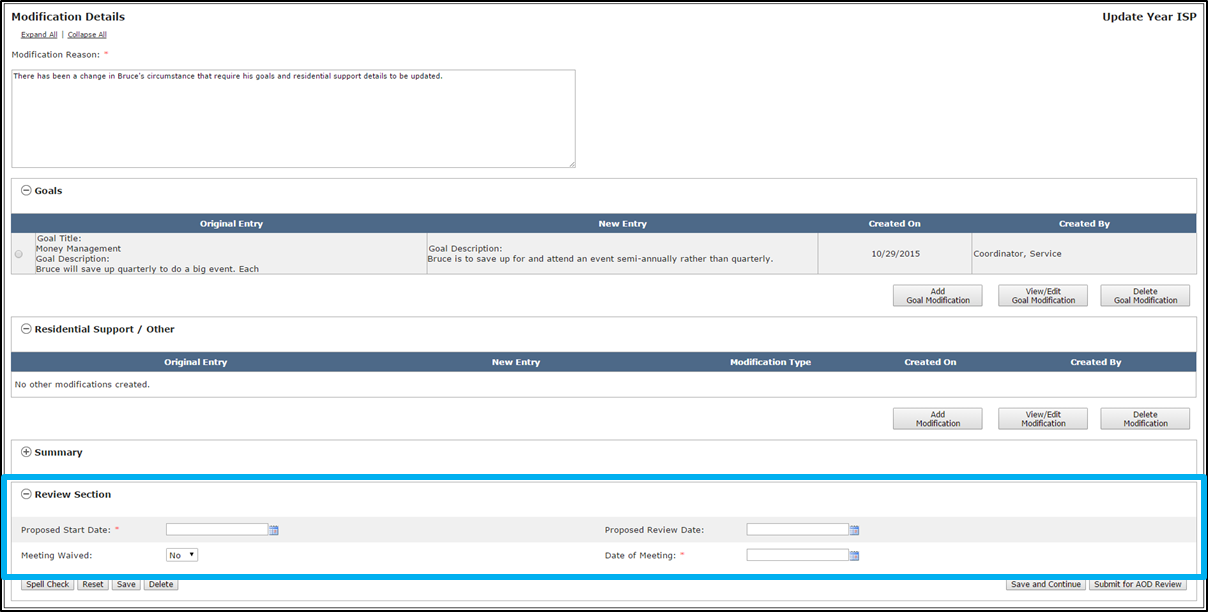 Modification Details
Update Year ISP
Expand All | Collapse All
Modification Reason: *
There has been a change in Bruce's circumstance that require his goals and residential support details to be updated.
Goals
Original Entry New Entry Created On Created By
Goal Title:
Money Management
Goal Description:
Bruce will save up quarterly to do a big event. Each
Goal Description:
Bruce is to save up for and attend an event semi-annually rather than quarterly.
10/29/2015
Coordinator, Service
Add
Goal Modification
View/Edit
Goal Modification
Delete
Goal Modification
Residential Support / Other
Original Entry New Entry Modification Type Created On Created By
No other modifications created.
Add
Modification
View/Edit
Modification
Delete
Modification
Summary
Review Section
Proposed Start Date: * Proposed Review Date:
Meeting Waived: No Date of Meeting: *
Spell Check Reset Save Delete Save and Continue Submit for AOD Review